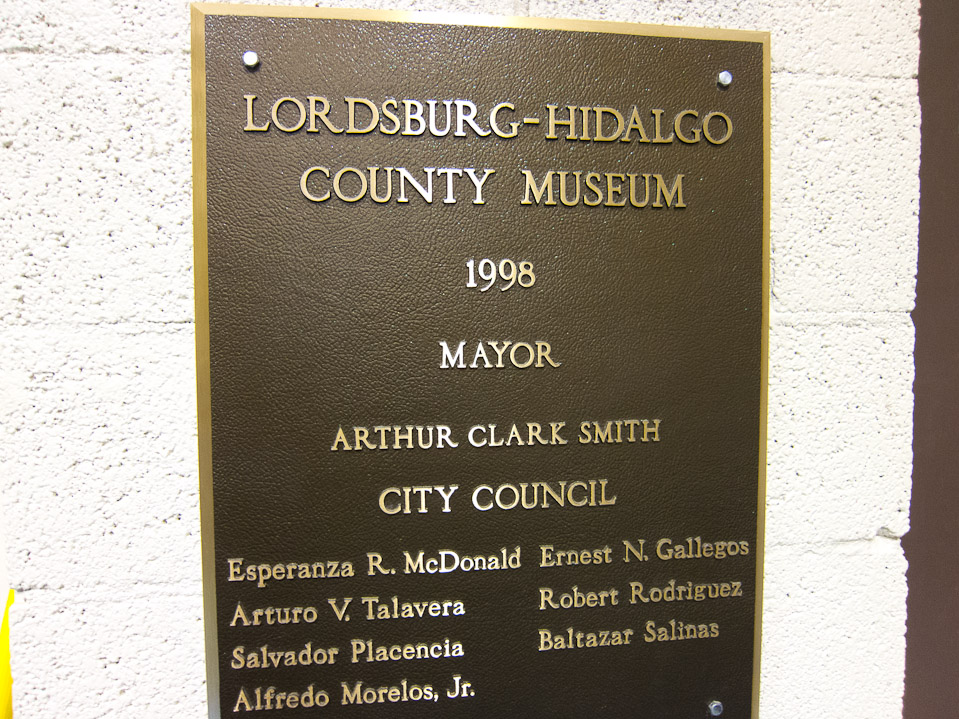 LORDSBURG-HIDALGO
COUNTY MUSEUM
1998
MAYOR
ARTHUR CLARK SMITH
CITY COUNCIL
Esperanza R. McDonald
Arturo V. Talavera
Salvador Placencia
Alfredo Morelos, Jr.
Ernest N. Gallegos
Robert Rodriguez
Baltazar Salinas